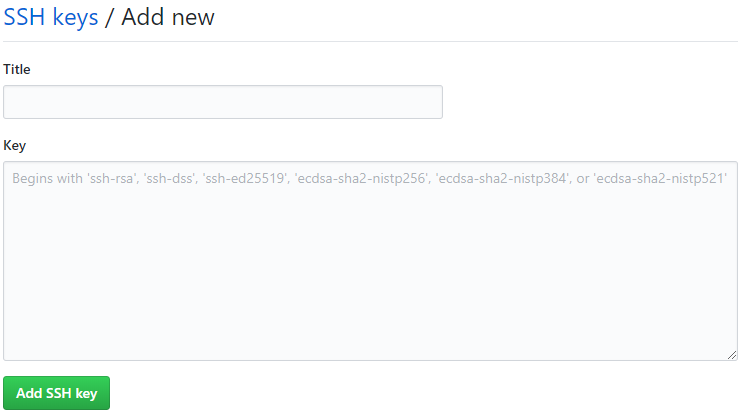 SSH keys / Add new
Title
Key
Begins with 'ssh-rsa', 'ssh-dss', 'ssh-ed25519', 'ecdsa-sha2-nistp256', 'ecdsa-sha2-nistp384', or 'ecdsa-sha2-nistp521'
Add SSH key